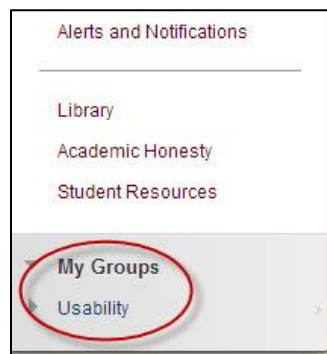 Alerts and Notifications
Library
Academic Honesty
Student Resources
My Groups
Usability